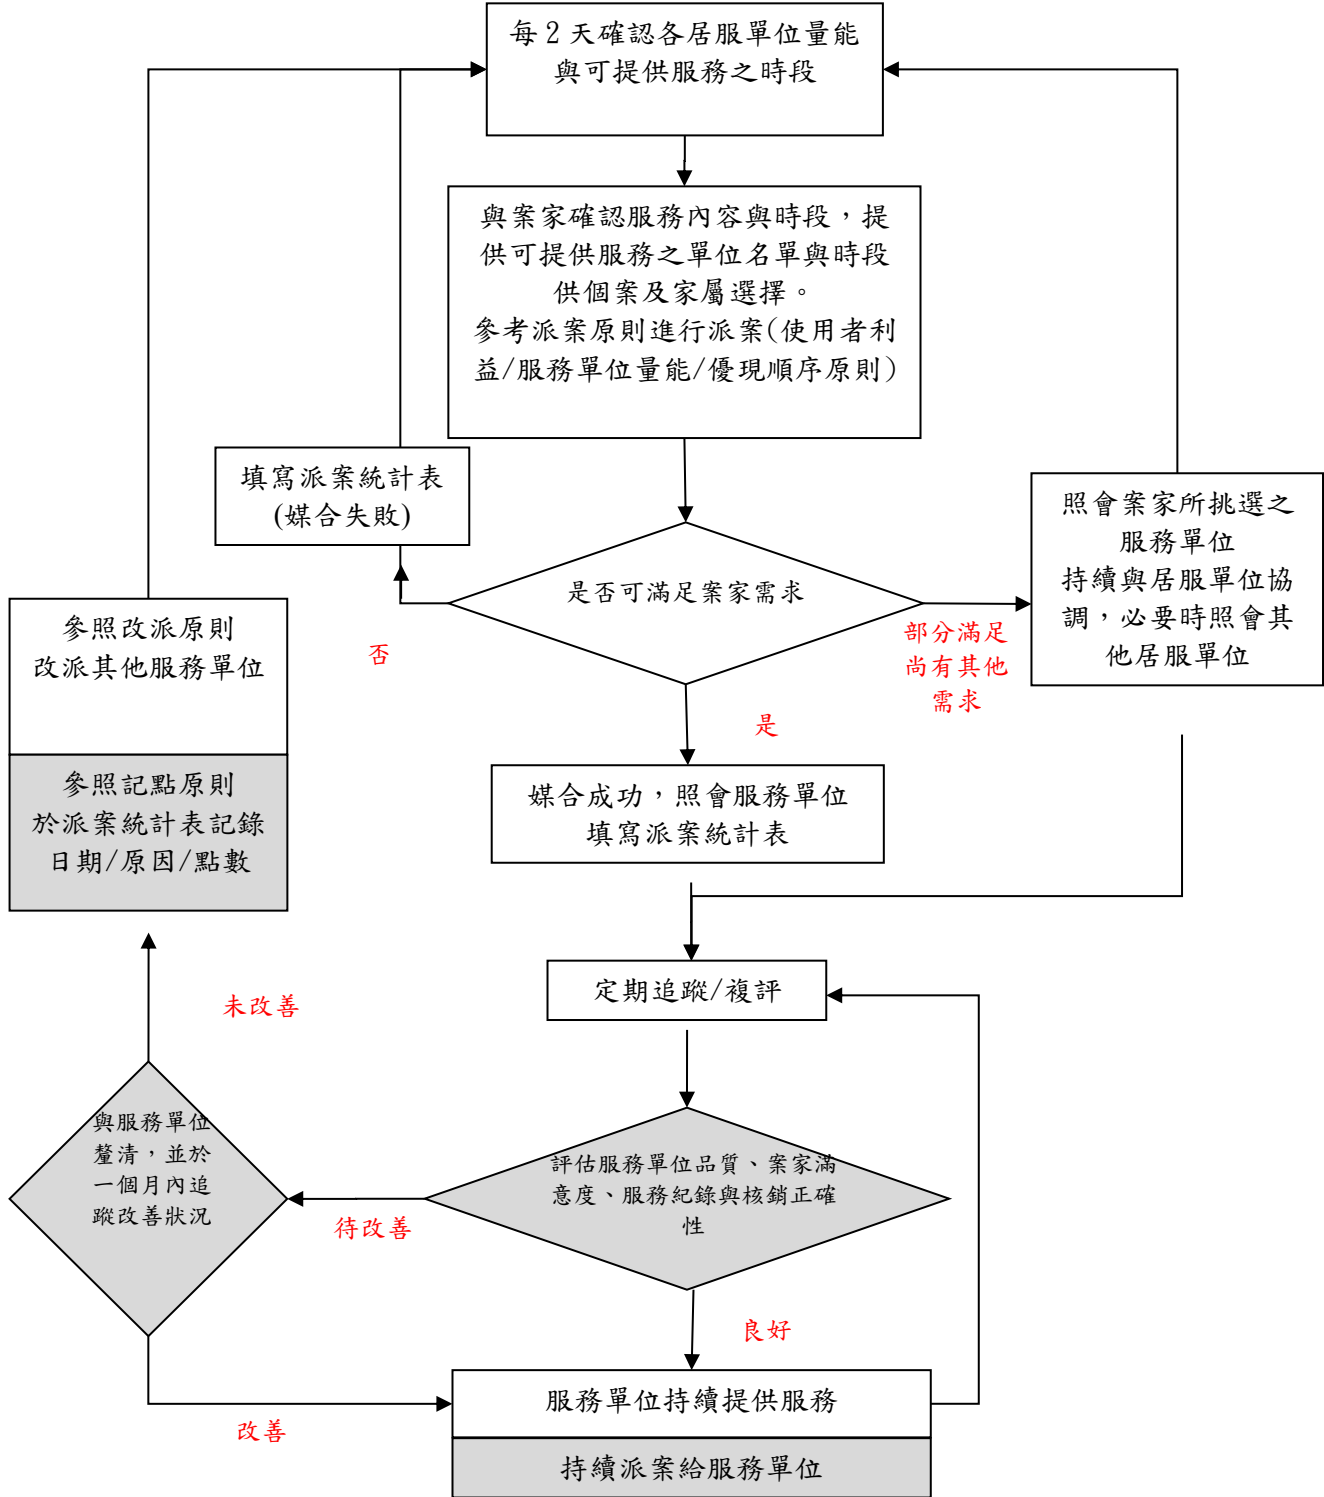 每2天確認各居服單位量能
與可提供服務之時段
與案家確認服務內容與時段，提
供可提供服務之單位名單與時段
供個案及家屬選擇。
參考派案原則進行派案(使用者利
益/服務單位量能/優現順序原則)
填寫派案統計表
(媒合失敗)
照會案家所挑選之
服務單位
持續與居服單位協
調，必要時照會其
他居服單位
是否可滿足案家需求
否
部分滿足
尚有其他
需求
是
參照改派原則
改派其他服務單位
參照記點原則
於派案統計表記錄
日期/原因/點數
媒合成功，照會服務單位
填寫派案統計表
定期追蹤/複評
未改善
與服務單位
釐清，並於
一個月內追
蹤改善狀況
評估服務單位品質、案家滿
意度、服務紀錄與核銷正確
性
待改善
良好
改善
服務單位持續提供服務
持續派案給服務單位